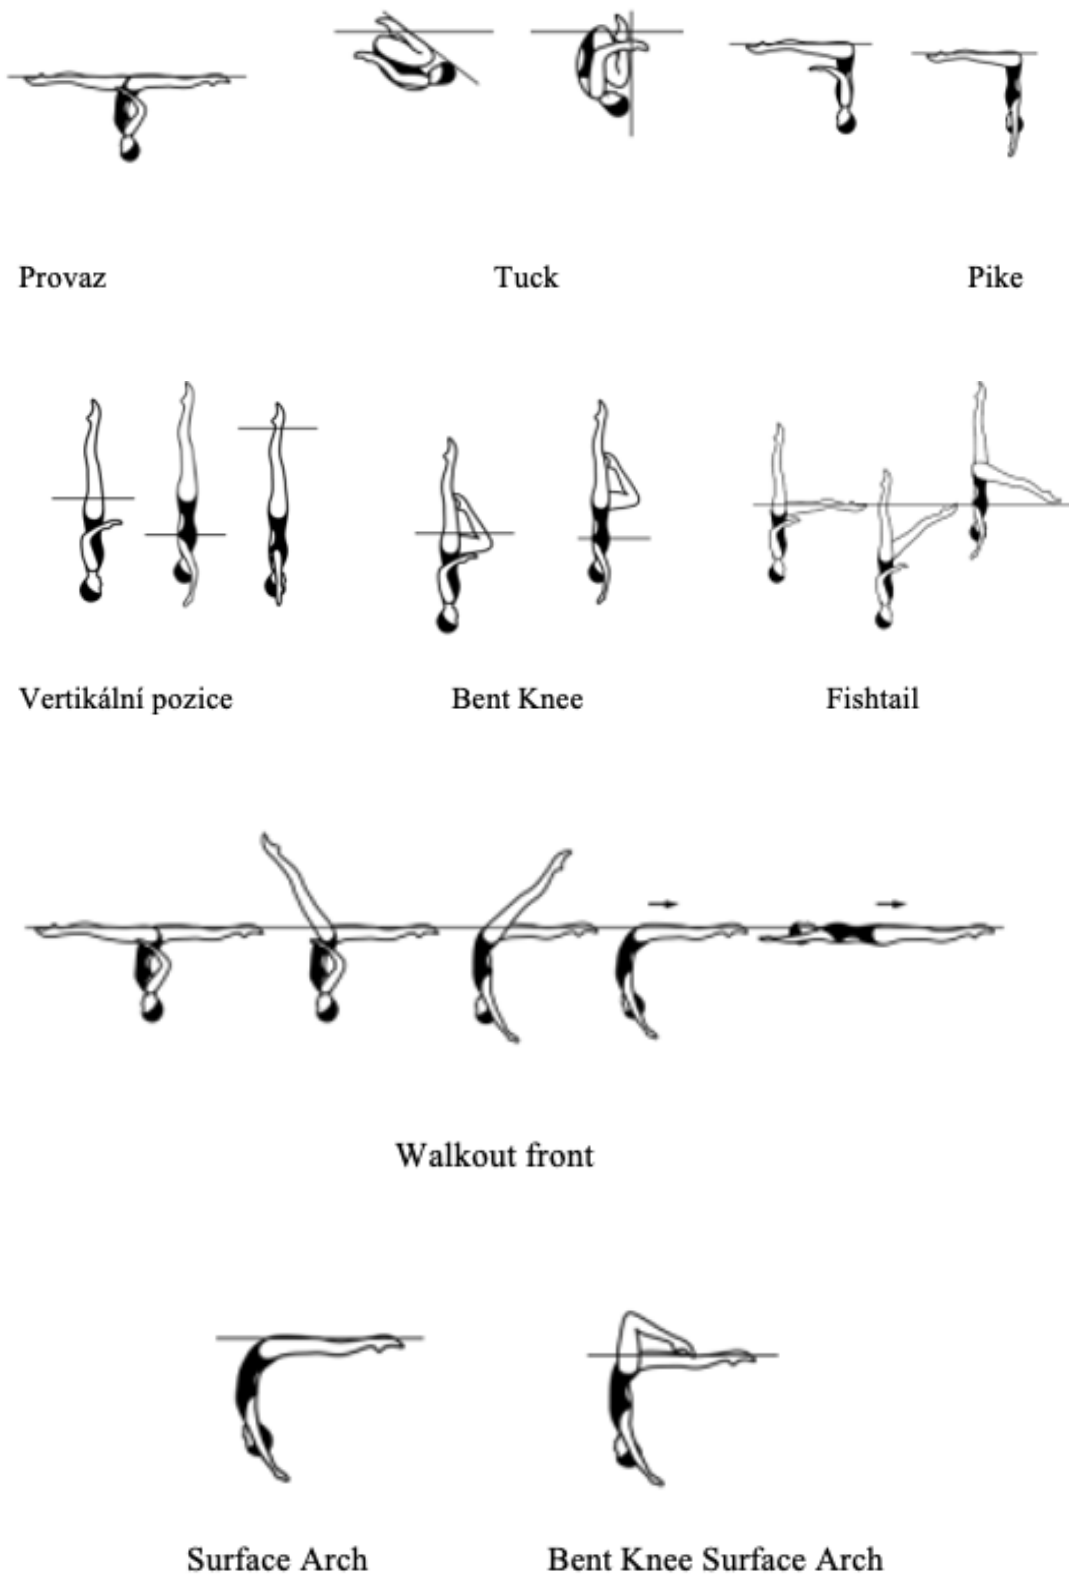 Provaz
Tuck
Pike
Vertikální pozice
Bent Knee
Fishtail
Walkout front
Surface Arch
Bent Knee Surface Arch